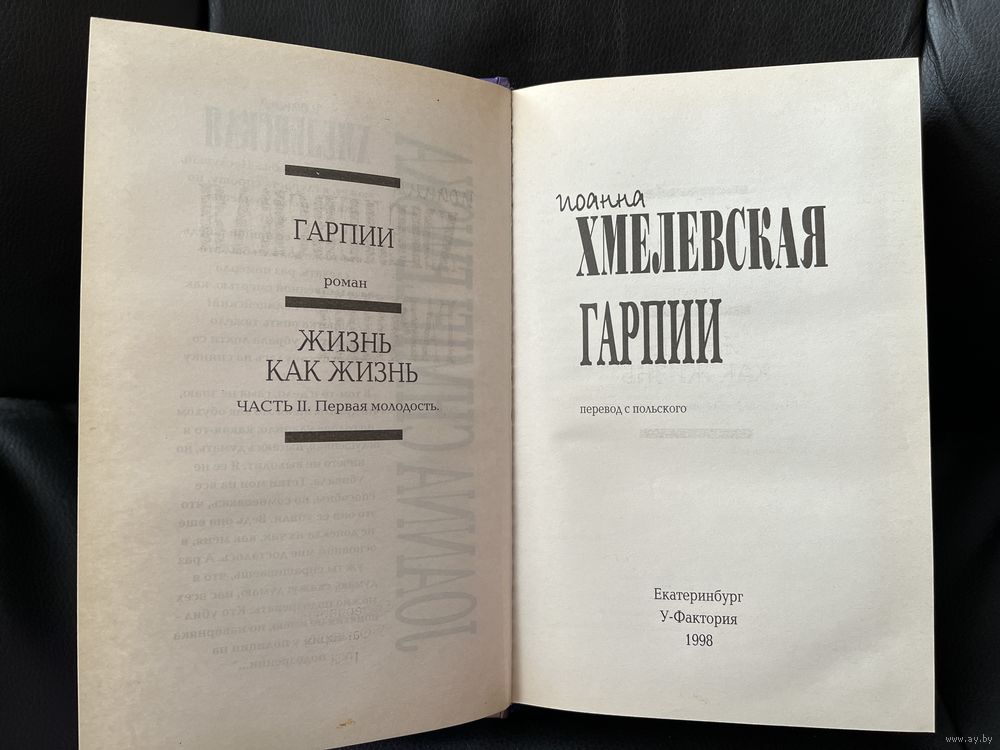 ГАРПИИ
роман
ЖИЗНЬ
КАК ЖИЗНЬ
ЧАСТЬ II. Первая молодость.
иоанна
ХМЕЛЕВСКАЯ
ГАРПИИ
перевод с польского
Екатеринбург
У-Фактория
1998
www.ay.by